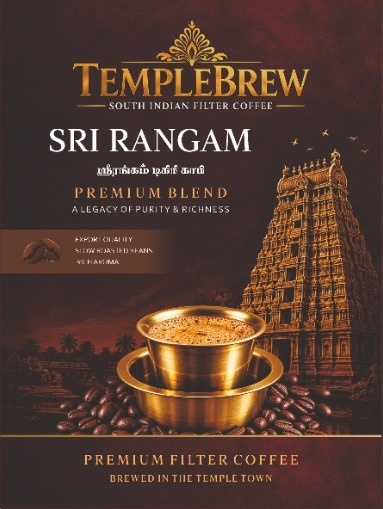 TEMPLEBREW
SOUTH INDIAN FILTER COFFEE
SRI RANGAM
ஸ்ரீரங்கம் டிகிரி காபி
PREMIUM BLEND
A LEGACY OF PURITY & RICHNESS
EXPORT QUALITY
SLOW ROASTED BEANS
RICH AROMA
PREMIUM FILTER COFFEE
BREWED IN THE TEMPLE TOWN